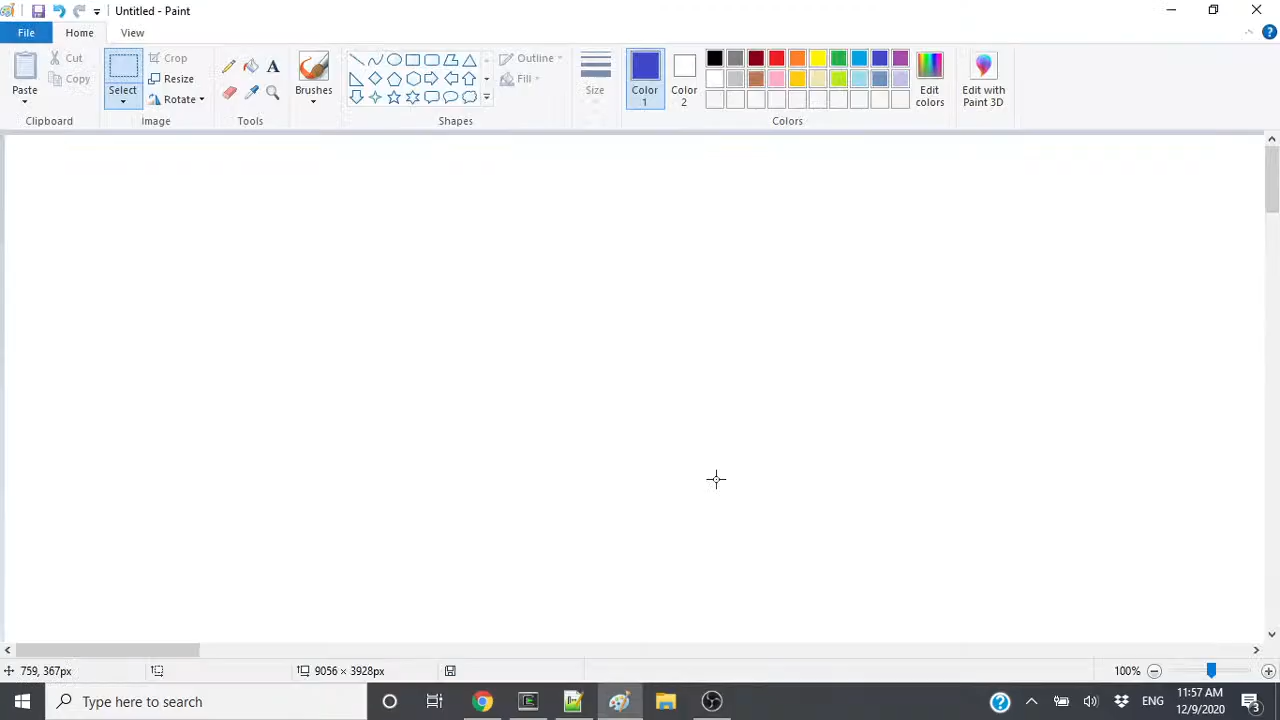 Untitled - Paint
File Home View
Paste
Cut
Copy
Clipboard
Select
Crop
Resize
Rotate
Image
A
Tools
Brushes
Outline
Fill
Shapes
Size
Color
1
Color
2
Edit
colors
Colors
Edit with
Paint 3D
759, 367px
9056 × 3928px
100%
Type here to search
ENG
11:57 AM
12/9/2020
3